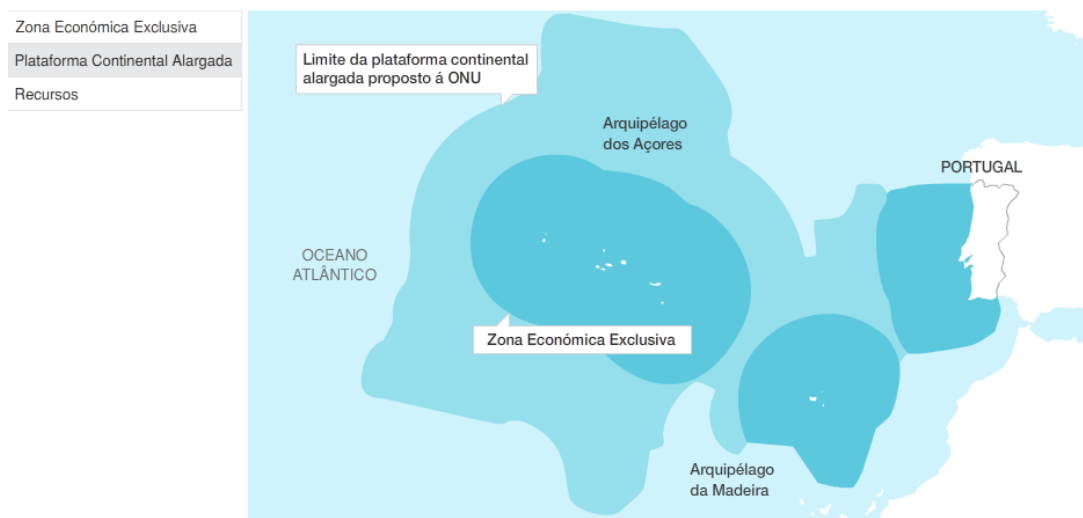 Zona Económica Exclusiva
Plataforma Continental Alargada
Recursos
Limite da plataforma continental
alargada proposto á ONU
Arquipélago
dos Açores
PORTUGAL
OCEANO
ATLÂNTICO
Zona Económica Exclusiva
Arquipélago
da Madeira